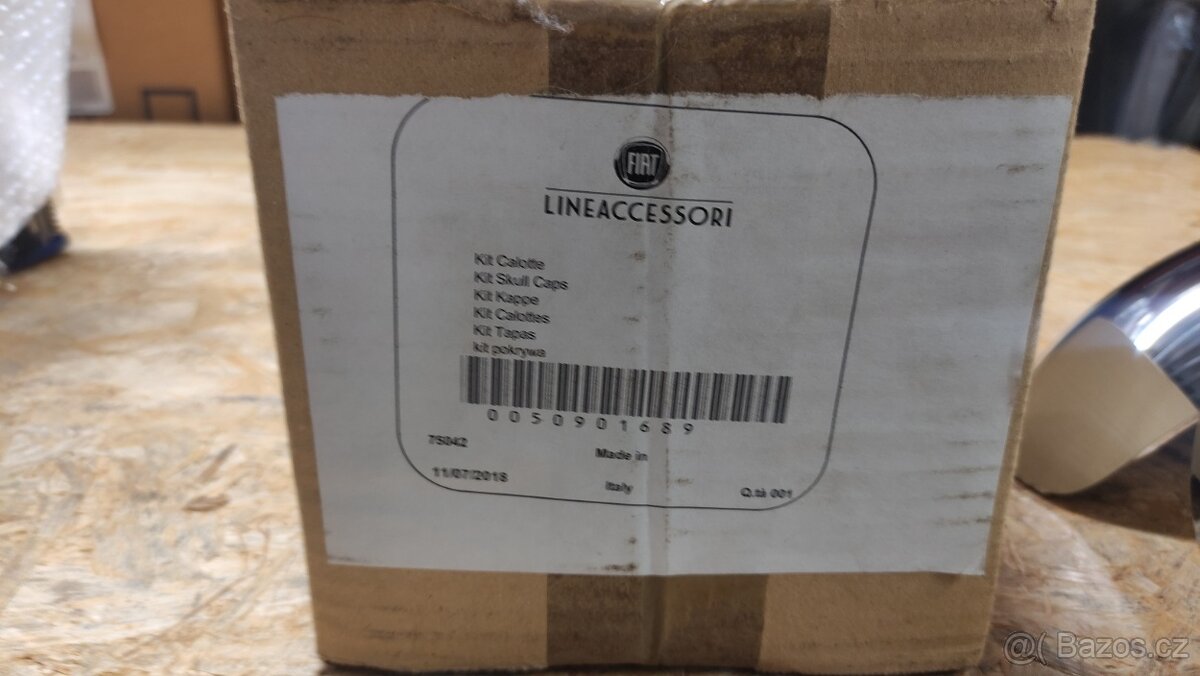 FIAT
LINEACCESSORI
Kit Calotte
Kit Skull Caps
Kit Kappe
Kit Calottes
Kit Tapas
kit pokrywa
0050901689
7S042
Made in
11/07/2018
Italy
Q.tà 001
@( Bazos.cz